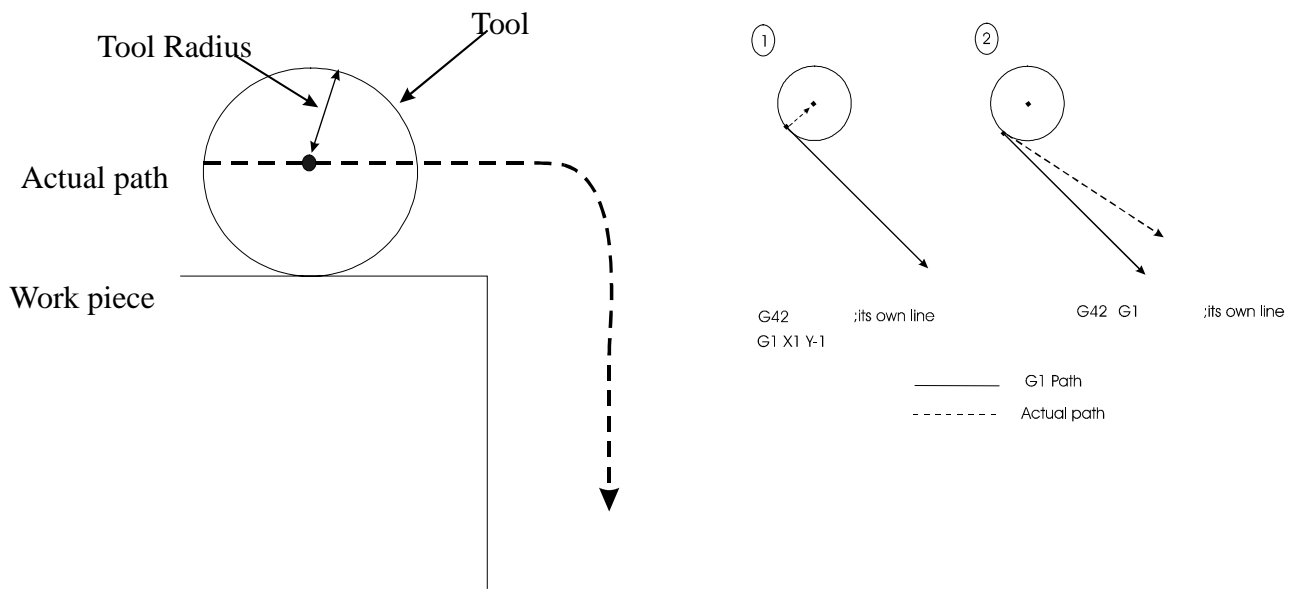 Tool
Tool Radius
Actual path
Work piece
1
2
G42 ;its own line
G1 X1 Y-1
G42 G1 ;its own line
G1 Path
Actual path